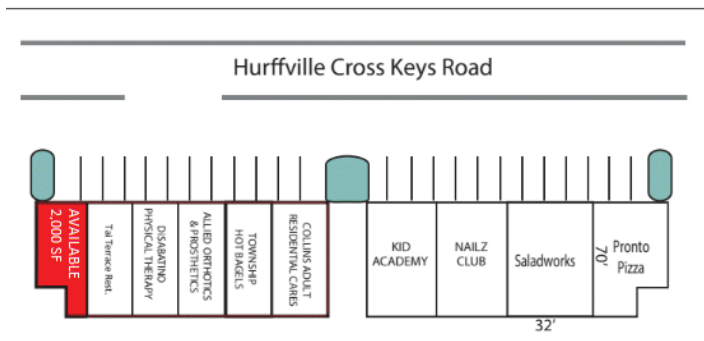 Hurffville Cross Keys Road
AVAILABLE
2,000 SF
Tai Terrace Rest.
DISABATINO
PHYSICAL THERAPY
ALLIED ORTHOTICS
& PROSTHETICS
TOWNSHIP
HOT BAGELS
COLLINS ADULT
RESIDENTIAL CARES
KID
ACADEMY
NAILZ
CLUB
Saladworks
70'
Pronto
Pizza
32'